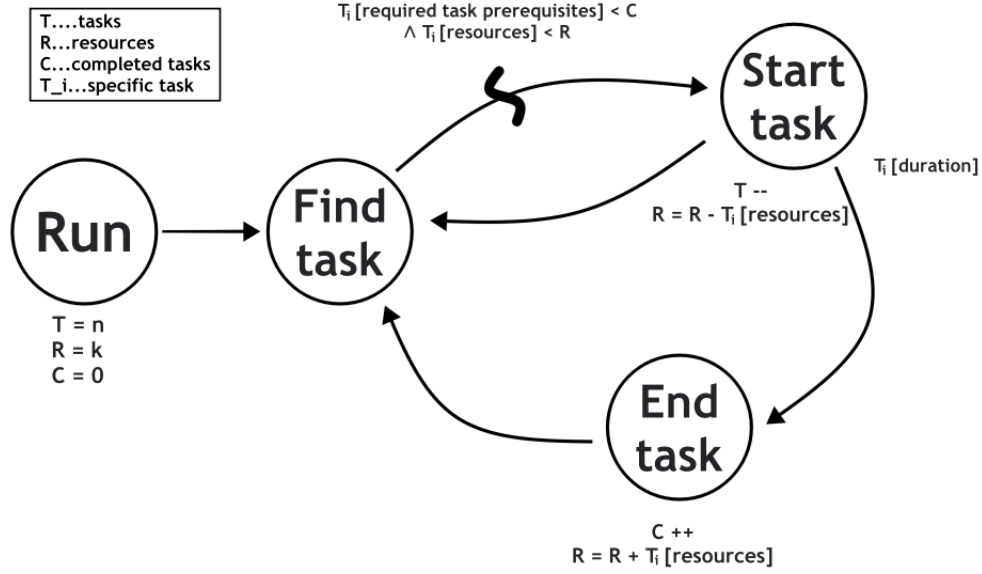 T....tasks
R...resources
C...completed tasks
T_i...specific task
Tᵢ [required task prerequisites] < C
∧ Tᵢ [resources] < R
Start
task
Tᵢ [duration]
T --
R = R - Tᵢ [resources]
Find
task
Run
T = n
R = k
C = 0
End
task
C ++
R = R + Tᵢ [resources]